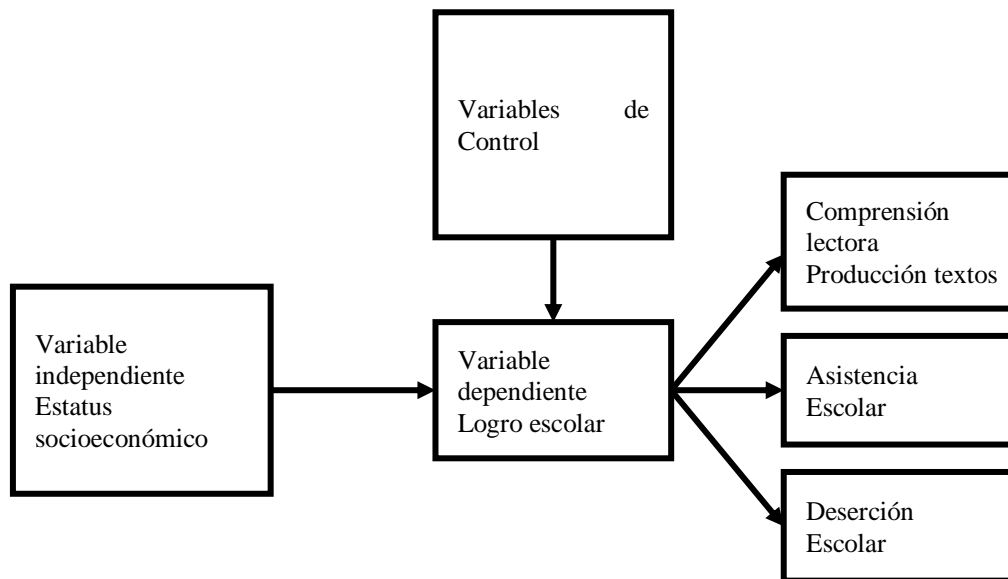 Variables de
Control
Comprensión
lectora
Producción textos
Variable
independiente
Estatus
socioeconómico
Variable
dependiente
Logro escolar
Asistencia
Escolar
Deserción
Escolar